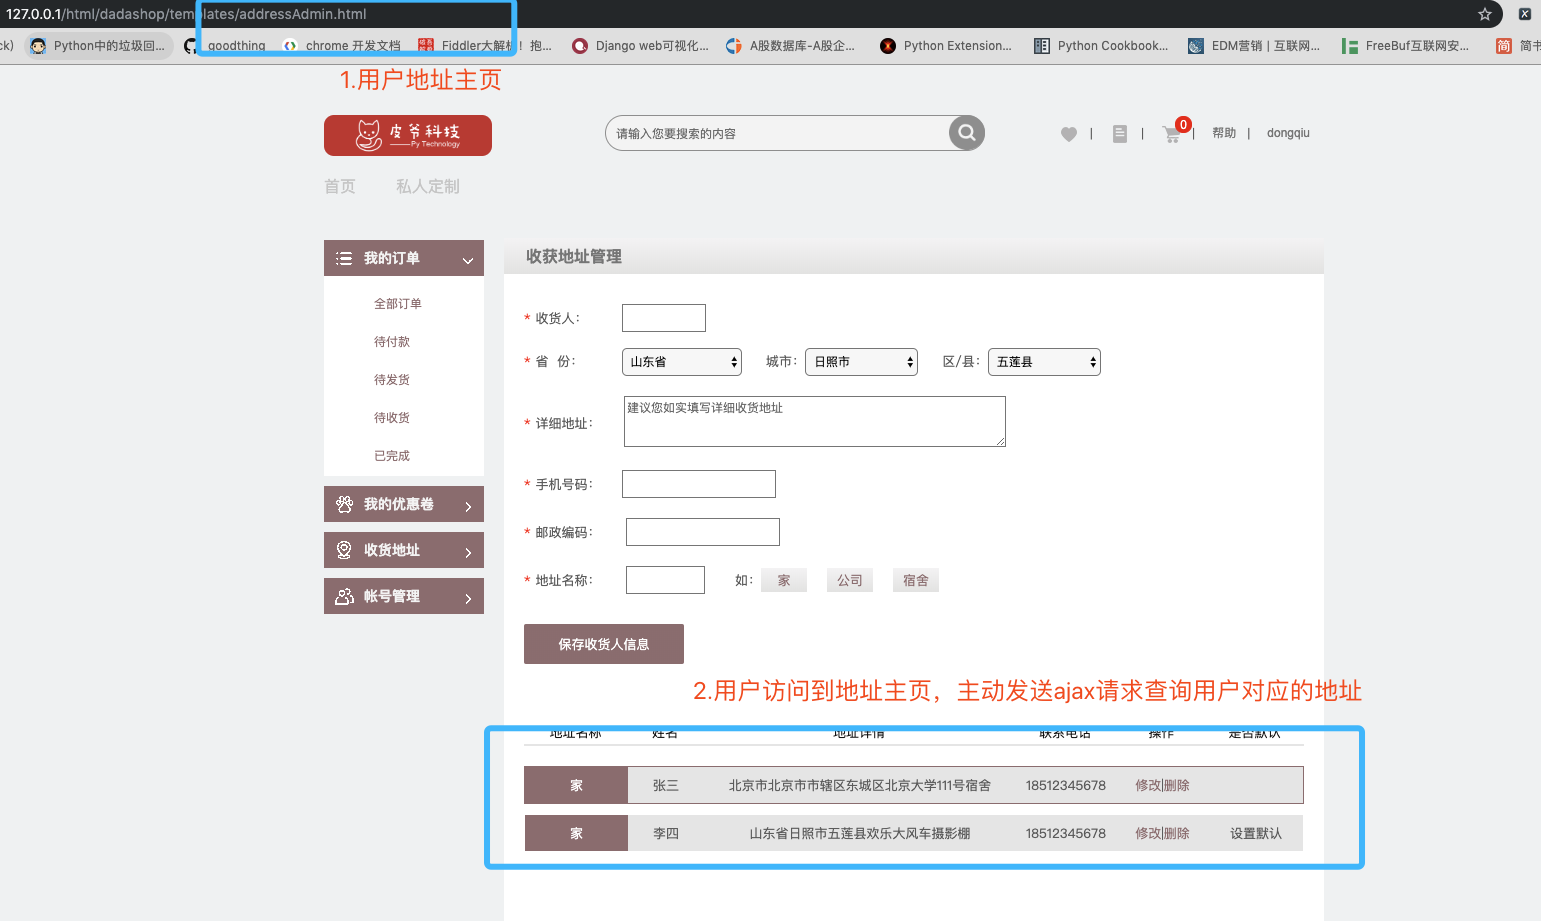 127.0.0.1/html/dadashop/templates/addressAdmin.html
ck) Python中的垃圾回... goodthing chrome 开发文档 Fiddler大解析！抱... Django web可视化... A股数据库-A股企... Python Extension... Python Cookbook... EDM营销 | 互联网... FreeBuf互联网安... 简书
1.用户地址主页
皮爷科技
Py Technology
请输入您要搜索的内容
| | 0 | 帮助 | dongqiu
首页 私人定制
我的订单
全部订单
待付款
待发货
待收货
已完成
我的优惠卷
收货地址
帐号管理
收获地址管理
* 收货人：
* 省 份： 山东省 城市： 日照市 区/县： 五莲县
* 详细地址： 建议您如实填写详细收货地址
* 手机号码：
* 邮政编码：
* 地址名称： 如： 家 公司 宿舍
保存收货人信息
2.用户访问到地址主页，主动发送ajax请求查询用户对应的地址
地址名称 姓名 地址详情 联系电话 操作 是否默认
家 张三 北京市北京市市辖区东城区北京大学111号宿舍 18512345678 修改|删除
家 李四 山东省日照市五莲县欢乐大风车摄影棚 18512345678 修改|删除 设置默认